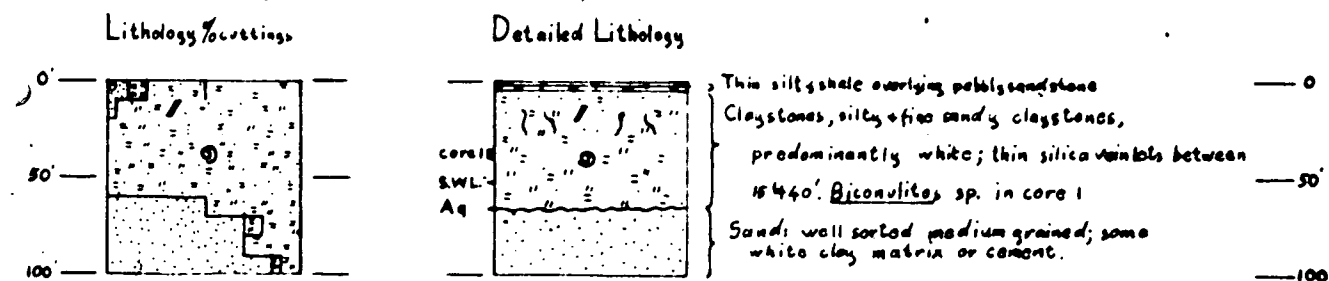 Lithology % cuttings
Detailed Lithology
0'
50'
100'
core 1
S.W.L.
Aq
Thin silty shale overlying pebbly sandstone
Claystones, silty + fine sandy claystones,
predominantly white; thin silica veinlets between
15'+40'. Biconulites sp. in core 1
Sand: well sorted medium grained; some
white clay matrix or cement.
0
50'
100